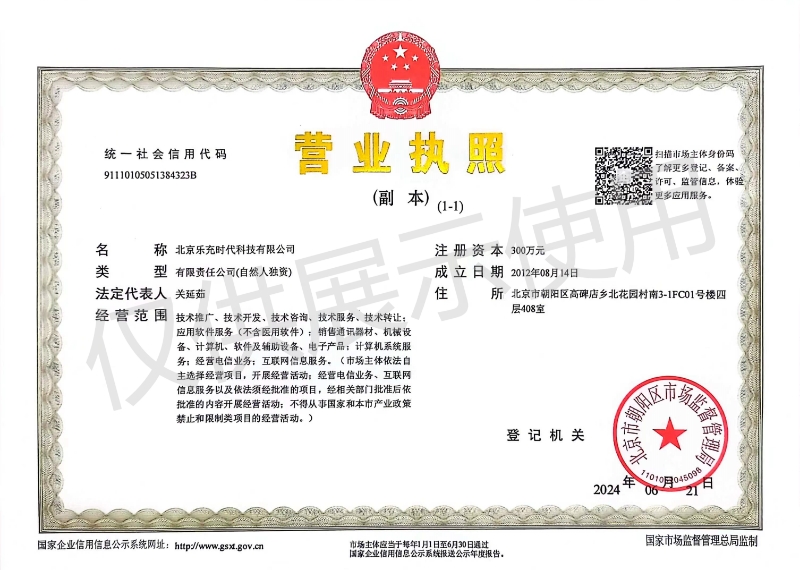 营业执照
(副 本) (1-1)
统一社会信用代码
91110105051384323B
扫描市场主体身份码
了解更多登记、备案、
许可、监管信息，体验
更多应用服务。
名 称 北京乐充时代科技有限公司
类 型 有限责任公司(自然人独资)
法定代表人 关延茹
经营范围 技术推广、技术开发、技术咨询、技术服务、技术转让；
应用软件服务（不含医用软件）；销售通讯器材、机械设
备、计算机、软件及辅助设备、电子产品；计算机系统服
务；经营电信业务；互联网信息服务。（市场主体依法自
主选择经营项目，开展经营活动；经营电信业务、互联网
信息服务以及依法须经批准的项目，经相关部门批准后依
批准的内容开展经营活动；不得从事国家和本市产业政策
禁止和限制类项目的经营活动。）
注册资本 300万元
成立日期 2012年08月14日
住 所 北京市朝阳区高碑店乡北花园村南3-1FC01号楼四
层408室
仅供展示使用
登记机关
北京市朝阳区市场监督管理局
1101052045096
2024 年 06 月 21 日
国家企业信用信息公示系统网址：http://www.gsxt.gov.cn
市场主体应当于每年1月1日至6月30日通过
国家企业信用信息公示系统报送公示年度报告。
国家市场监督管理总局监制